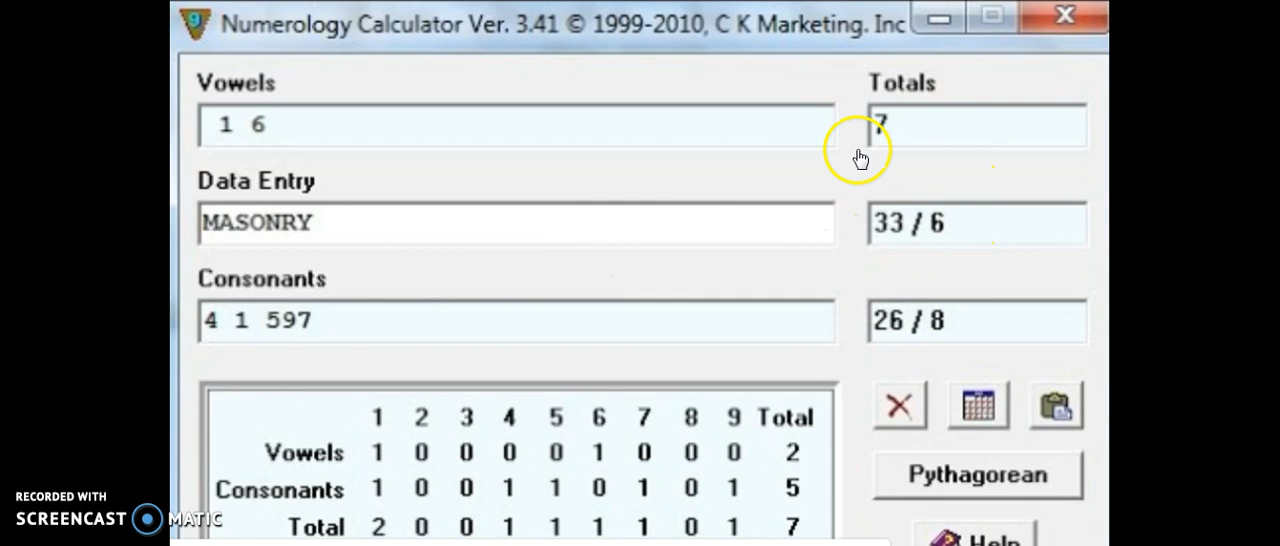 Numerology Calculator Ver. 3.41 © 1999-2010, C K Marketing. Inc
Vowels Totals
1 6 7
Data Entry
MASONRY 33 / 6
Consonants
4 1 597 26 / 8
1 2 3 4 5 6 7 8 9 Total
Vowels 1 0 0 0 0 1 0 0 0 2
Consonants 1 0 0 1 1 0 1 0 1 5
Total 2 0 0 1 1 1 1 0 1 7
Pythagorean
Help
RECORDED WITH
SCREENCAST MATIC